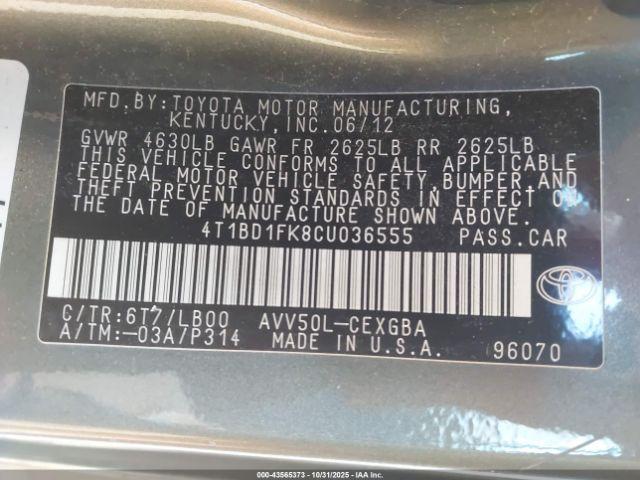 MFD.BY:TOYOTA MOTOR MANUFACTURING,
KENTUCKY,INC.06/12
GVWR 4630LB GAWR FR 2625LB RR 2625LB
THIS VEHICLE CONFORMS TO ALL APPLICABLE
FEDERAL MOTOR VEHICLE SAFETY,BUMPER,AND
THEFT PREVENTION STANDARDS IN EFFECT ON
THE DATE OF MANUFACTURE SHOWN ABOVE.
4T1BD1FK8CU036555 PASS.CAR
C/TR:6T7/LB00 AVV50L-CEXGBA
A/TM:-03A/P314 MADE IN U.S.A. 96070
000-43565373 | 10/31/2025 | IAA Inc.